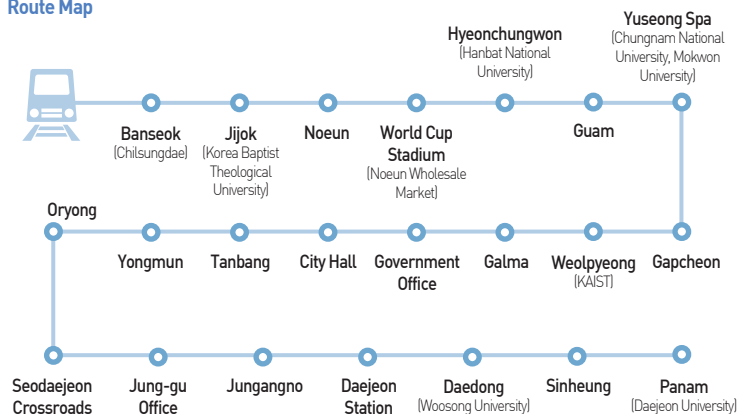 Route Map
Hyeonchungwon
(Hanbat National
University)
Yuseong Spa
(Chungnam National
University, Mokwon
University)
Banseok
(Chilsungdae)
Jijok
(Korea Baptist
Theological
University)
Noeun
World Cup
Stadium
(Noeun Wholesale
Market)
Guam
Oryong
Yongmun
Tanbang
City Hall
Government
Office
Galma
Weolpyeong
(KAIST)
Gapcheon
Seodaejeon
Crossroads
Jung-gu
Office
Jungangno
Daejeon
Station
Daedong
(Woosong University)
Sinheung
Panam
(Daejeon University)